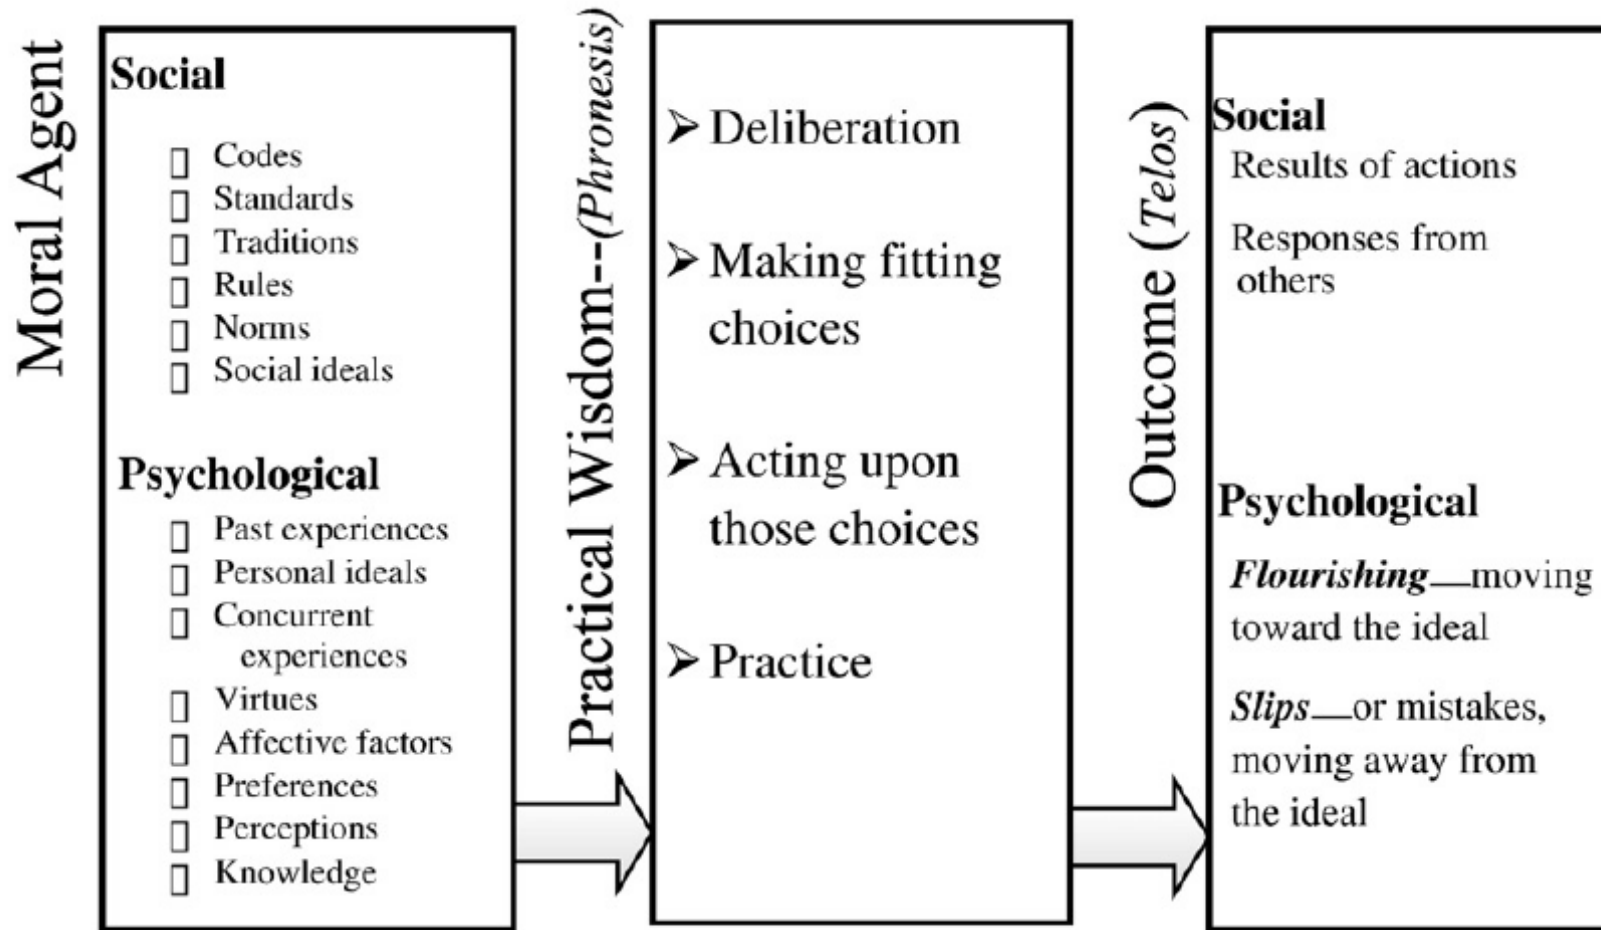 Moral Agent
Social
Codes
Standards
Traditions
Rules
Norms
Social ideals
Psychological
Past experiences
Personal ideals
Concurrent
experiences
Virtues
Affective factors
Preferences
Perceptions
Knowledge
Practical Wisdom--(Phronesis)
➢ Deliberation
➢ Making fitting
choices
➢ Acting upon
those choices
➢ Practice
Outcome (Telos)
Social
Results of actions
Responses from
others
Psychological
Flourishing—moving
toward the ideal
Slips—or mistakes,
moving away from
the ideal